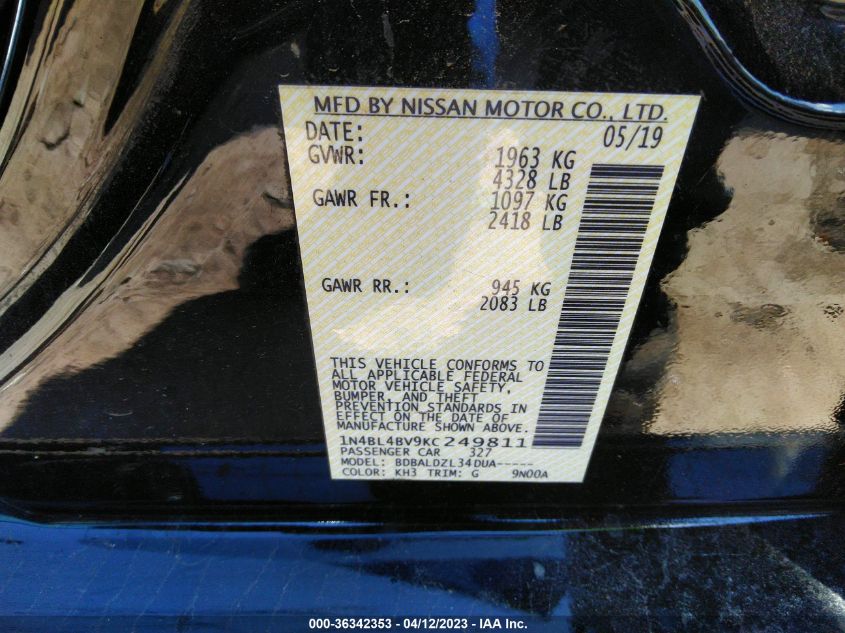 MFD BY NISSAN MOTOR CO., LTD.
DATE: 05/19
GVWR: 1963 KG
4328 LB
GAWR FR.: 1097 KG
2418 LB
GAWR RR.: 945 KG
2083 LB
THIS VEHICLE CONFORMS TO
ALL APPLICABLE FEDERAL
MOTOR VEHICLE SAFETY,
BUMPER, AND THEFT
PREVENTION STANDARDS IN
EFFECT ON THE DATE OF
MANUFACTURE SHOWN ABOVE.
1N4BL4BV9KC249811
PASSENGER CAR 327
MODEL: BDBALDZL34DUA-----
COLOR: KH3 TRIM: G 9N00A
000-36342353 - 04/12/2023 - IAA Inc.